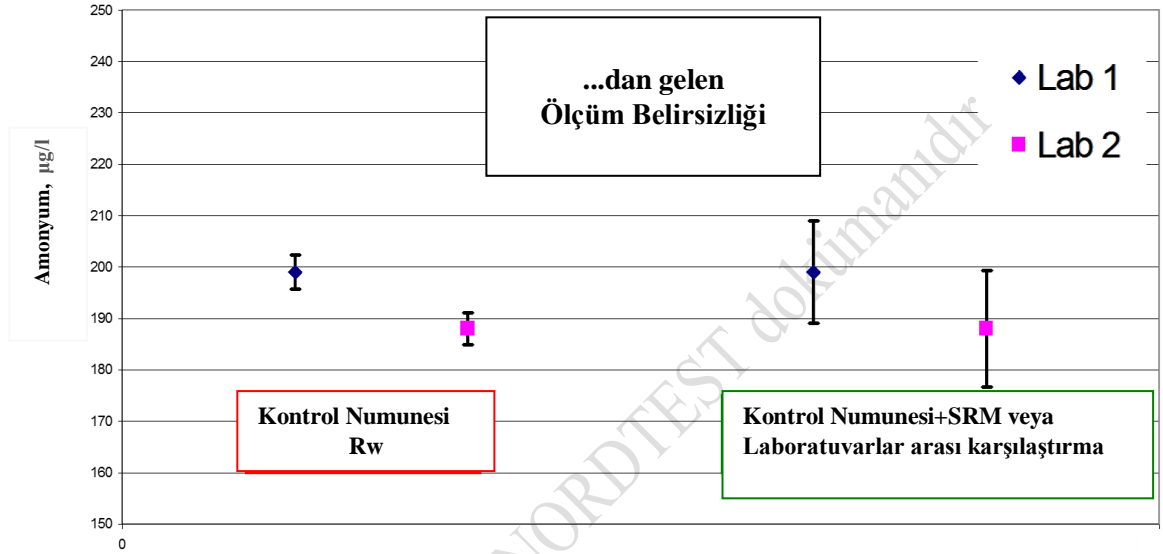 250
240
230
220
210
200
190
180
170
160
150
0
Amonyum, µg/l
...dan gelen
Ölçüm Belirsizliği
Lab 1
Lab 2
Kontrol Numunesi
Rw
Kontrol Numunesi+SRM veya
Laboratuvarlar arası karşılaştırma
NORDTEST dokümanıdır